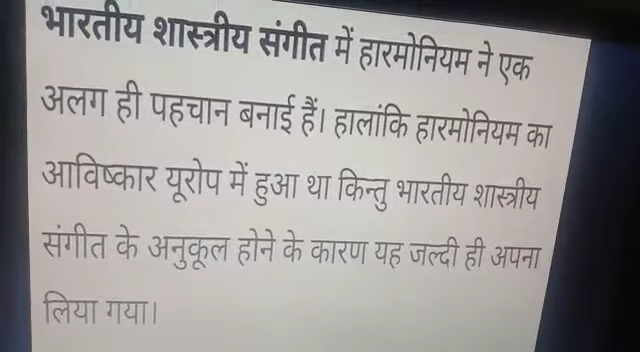 भारतीय शास्त्रीय संगीत में हारमोनियम ने एक
अलग ही पहचान बनाई हैं। हालांकि हारमोनियम का
आविष्कार यूरोप में हुआ था किन्तु भारतीय शास्त्रीय
संगीत के अनुकूल होने के कारण यह जल्दी ही अपना
लिया गया।